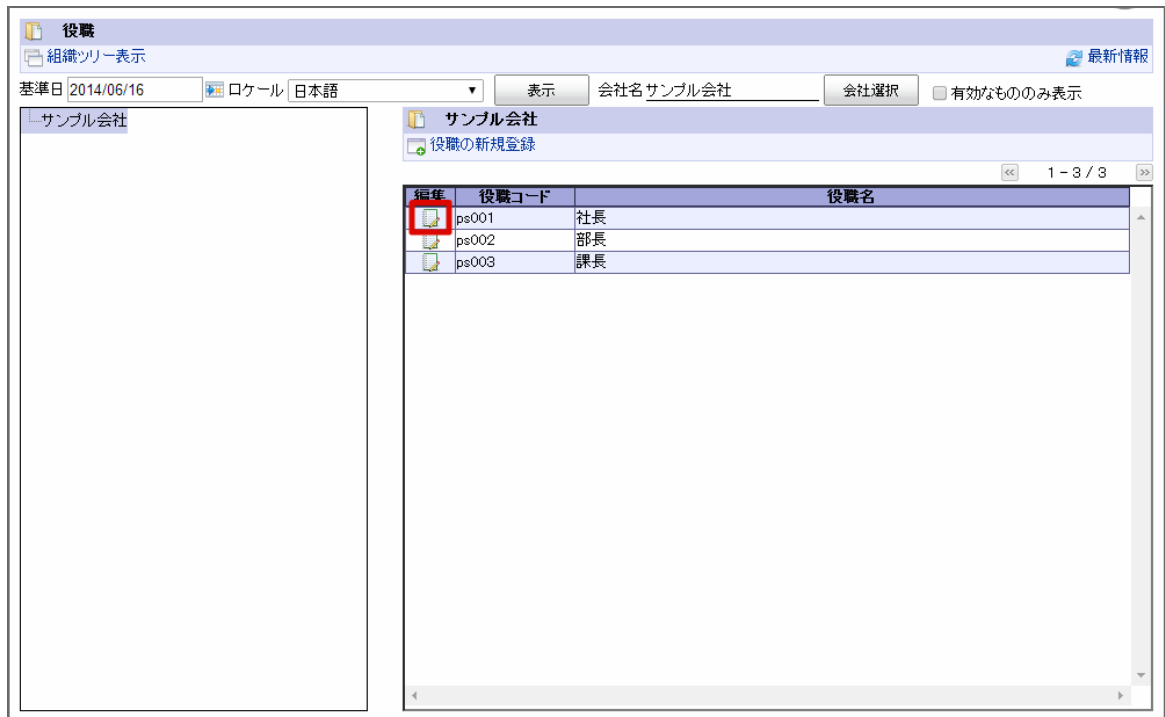 役職
組織ツリー表示 最新情報
基準日 2014/06/16 ロケール 日本語 表示 会社名 サンプル会社 会社選択 有効なもののみ表示
サンプル会社
サンプル会社
役職の新規登録
1 - 3 / 3
編集 役職コード 役職名
ps001 社長
ps002 部長
ps003 課長